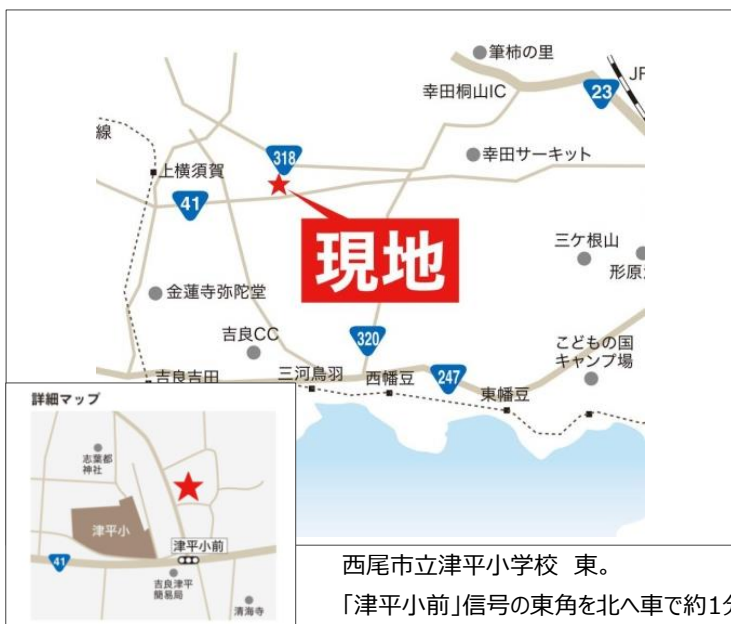 筆柿の里
JR
幸田桐山IC
23
線
318
幸田サーキット
上横須賀
41
現地
三ケ根山
形原
金蓮寺弥陀堂
吉良CC
320
こどもの国
キャンプ場
吉良吉田
三河鳥羽
西幡豆
247
東幡豆
詳細マップ
志葉都
神社
津平小
津平小前
41
吉良津平
簡易局
清海寺
西尾市立津平小学校 東。
「津平小前」信号の東角を北へ車で約1分